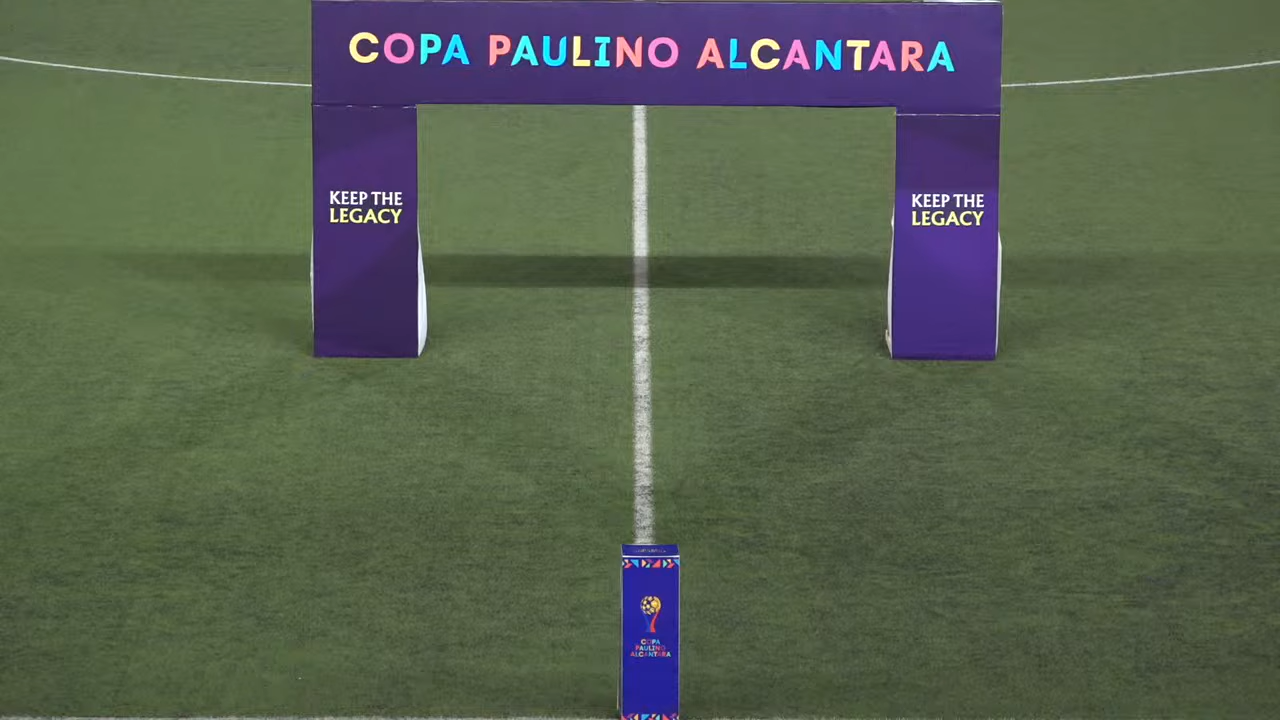 COPA PAULINO ALCANTARA
KEEP THE
LEGACY
KEEP THE
LEGACY
COPA
PAULINO
ALCANTARA